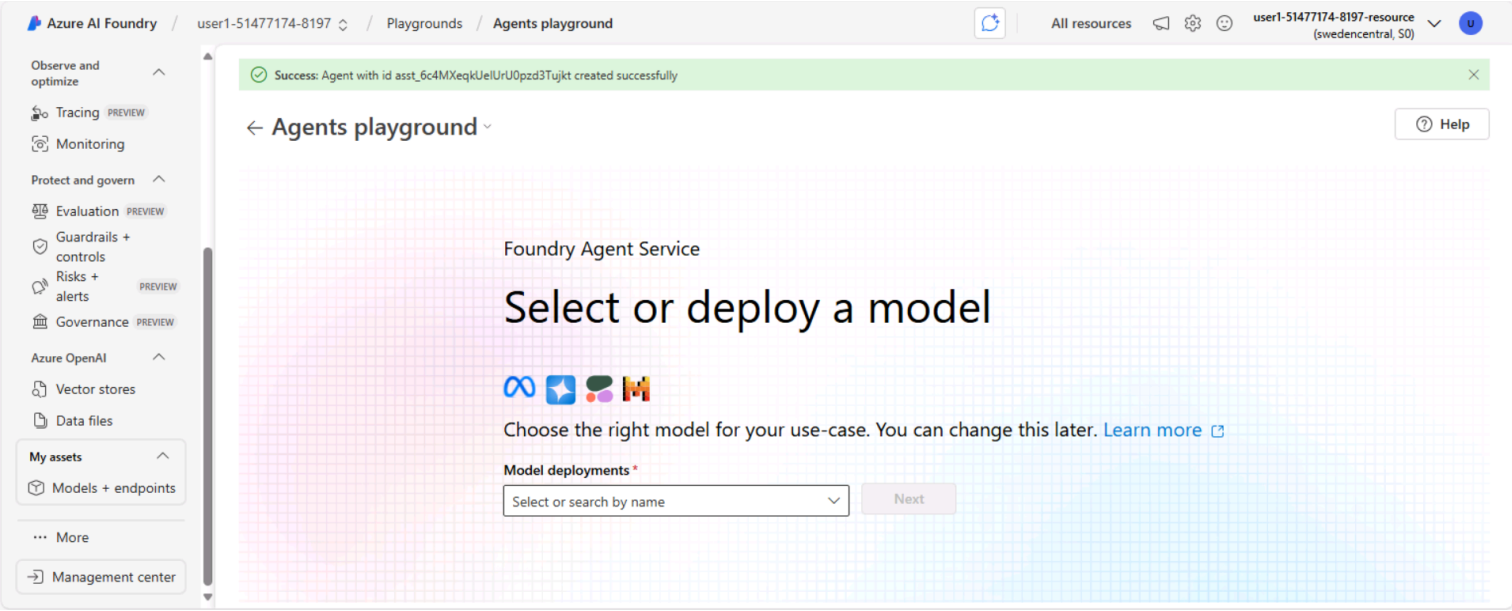 Azure AI Foundry / user1-51477174-8197 / Playgrounds / Agents playground
All resources
user1-51477174-8197-resource
(swedencentral, S0)
U
Observe and
optimize
Tracing PREVIEW
Monitoring
Protect and govern
Evaluation PREVIEW
Guardrails +
controls
Risks +
alerts PREVIEW
Governance PREVIEW
Azure OpenAI
Vector stores
Data files
My assets
Models + endpoints
More
Management center
Success: Agent with id asst_6c4MXeqkUelUrU0pzd3Tujkt created successfully
Agents playground
Help
Foundry Agent Service
Select or deploy a model
Choose the right model for your use-case. You can change this later. Learn more
Model deployments *
Select or search by name
Next